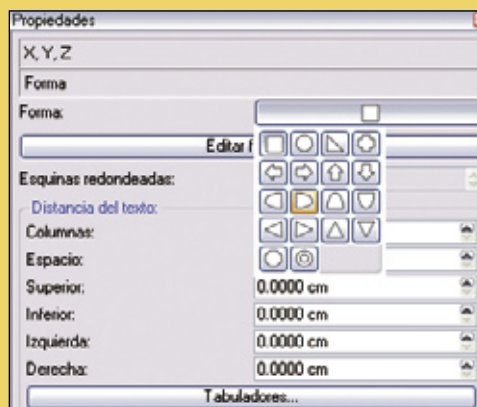 Propiedades
X, Y, Z
Forma
Forma:
Editar
Esquinas redondeadas:
Distancia del texto:
Columnas:
Espacio:
Superior: 0.0000 cm
Inferior: 0.0000 cm
Izquierda: 0.0000 cm
Derecha: 0.0000 cm
Tabuladores...